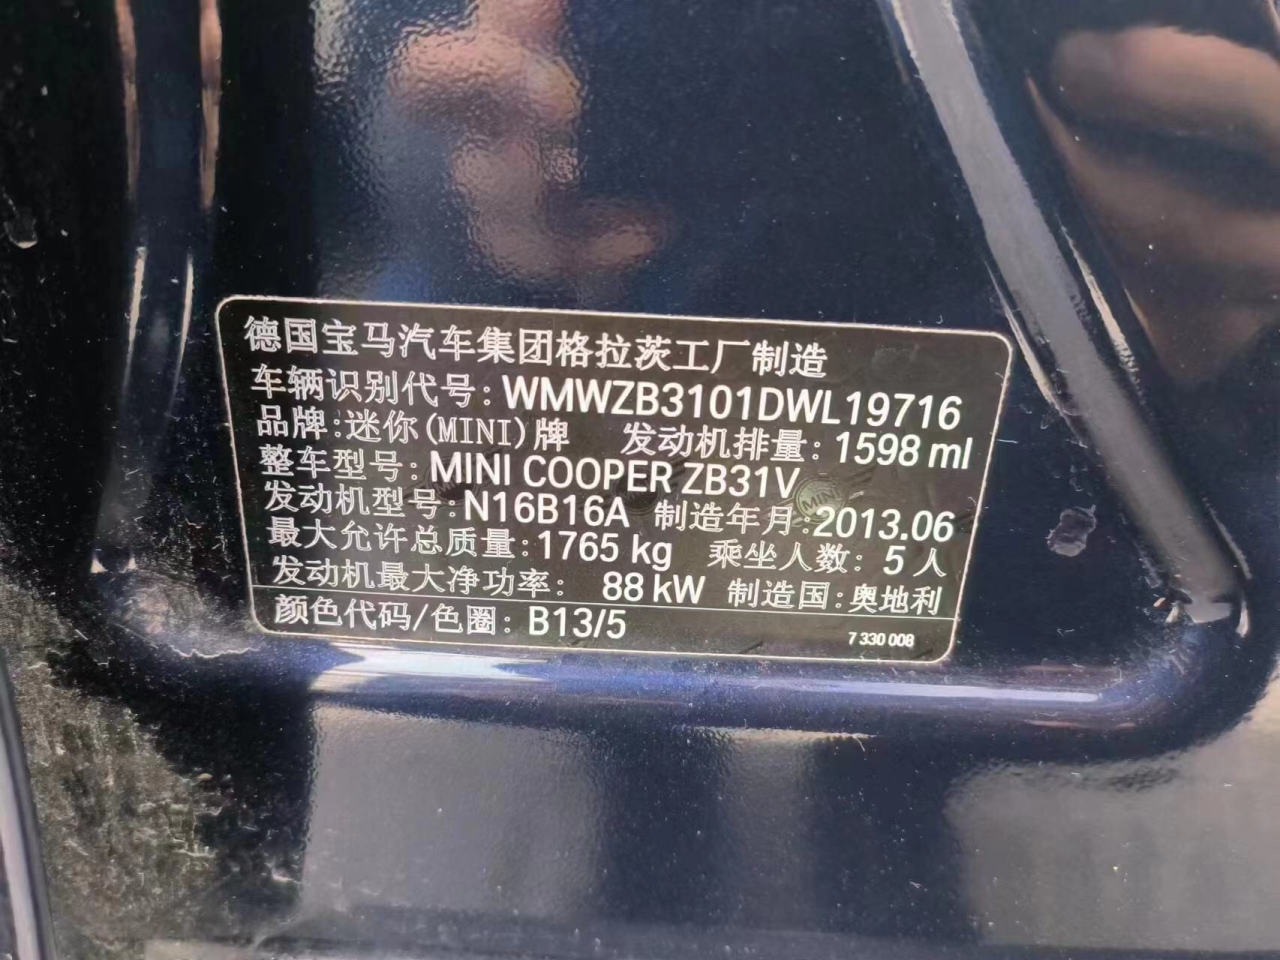 德国宝马汽车集团格拉茨工厂制造
车辆识别代号: WMWZB3101DWL19716
品牌:迷你(MINI)牌 发动机排量: 1598 ml
整车型号: MINI COOPER ZB31V
发动机型号:N16B16A 制造年月:2013.06
最大允许总质量:1765 kg 乘坐人数: 5 人
发动机最大净功率: 88 kW 制造国:奥地利
颜色代码/色圈: B13/5 7 330 008